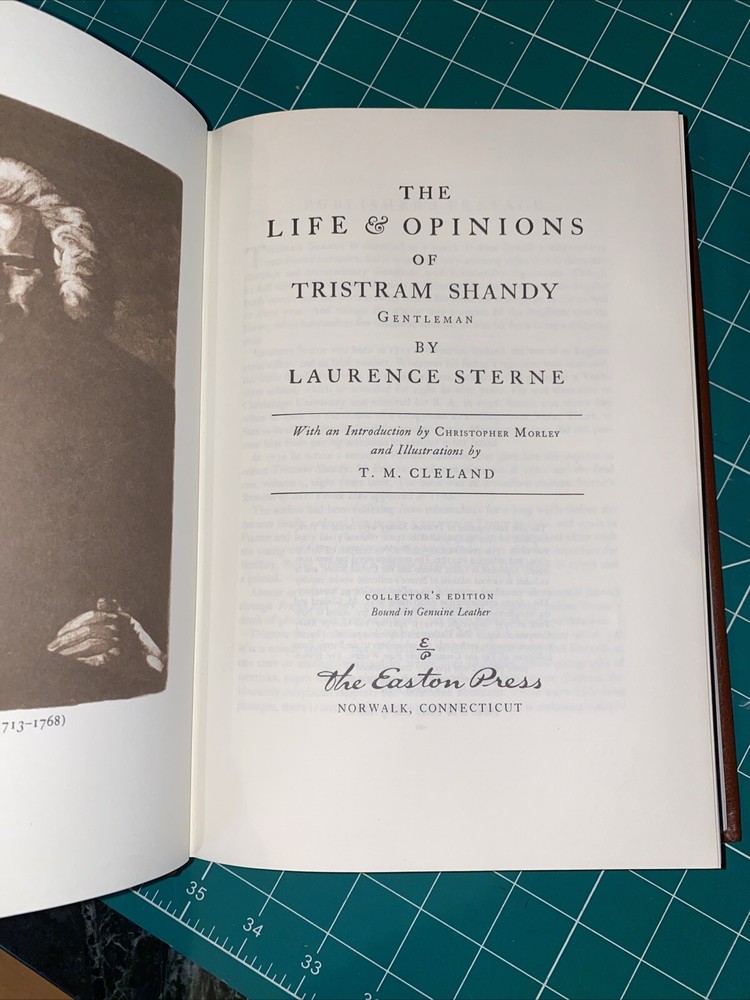 THE
LIFE & OPINIONS
OF
TRISTRAM SHANDY
GENTLEMAN
BY
LAURENCE STERNE
With an Introduction by CHRISTOPHER MORLEY
and Illustrations by
T. M. CLELAND
COLLECTOR'S EDITION
Bound in Genuine Leather
E
P
The Easton Press
NORWALK, CONNECTICUT
713–1768)
35
34
33